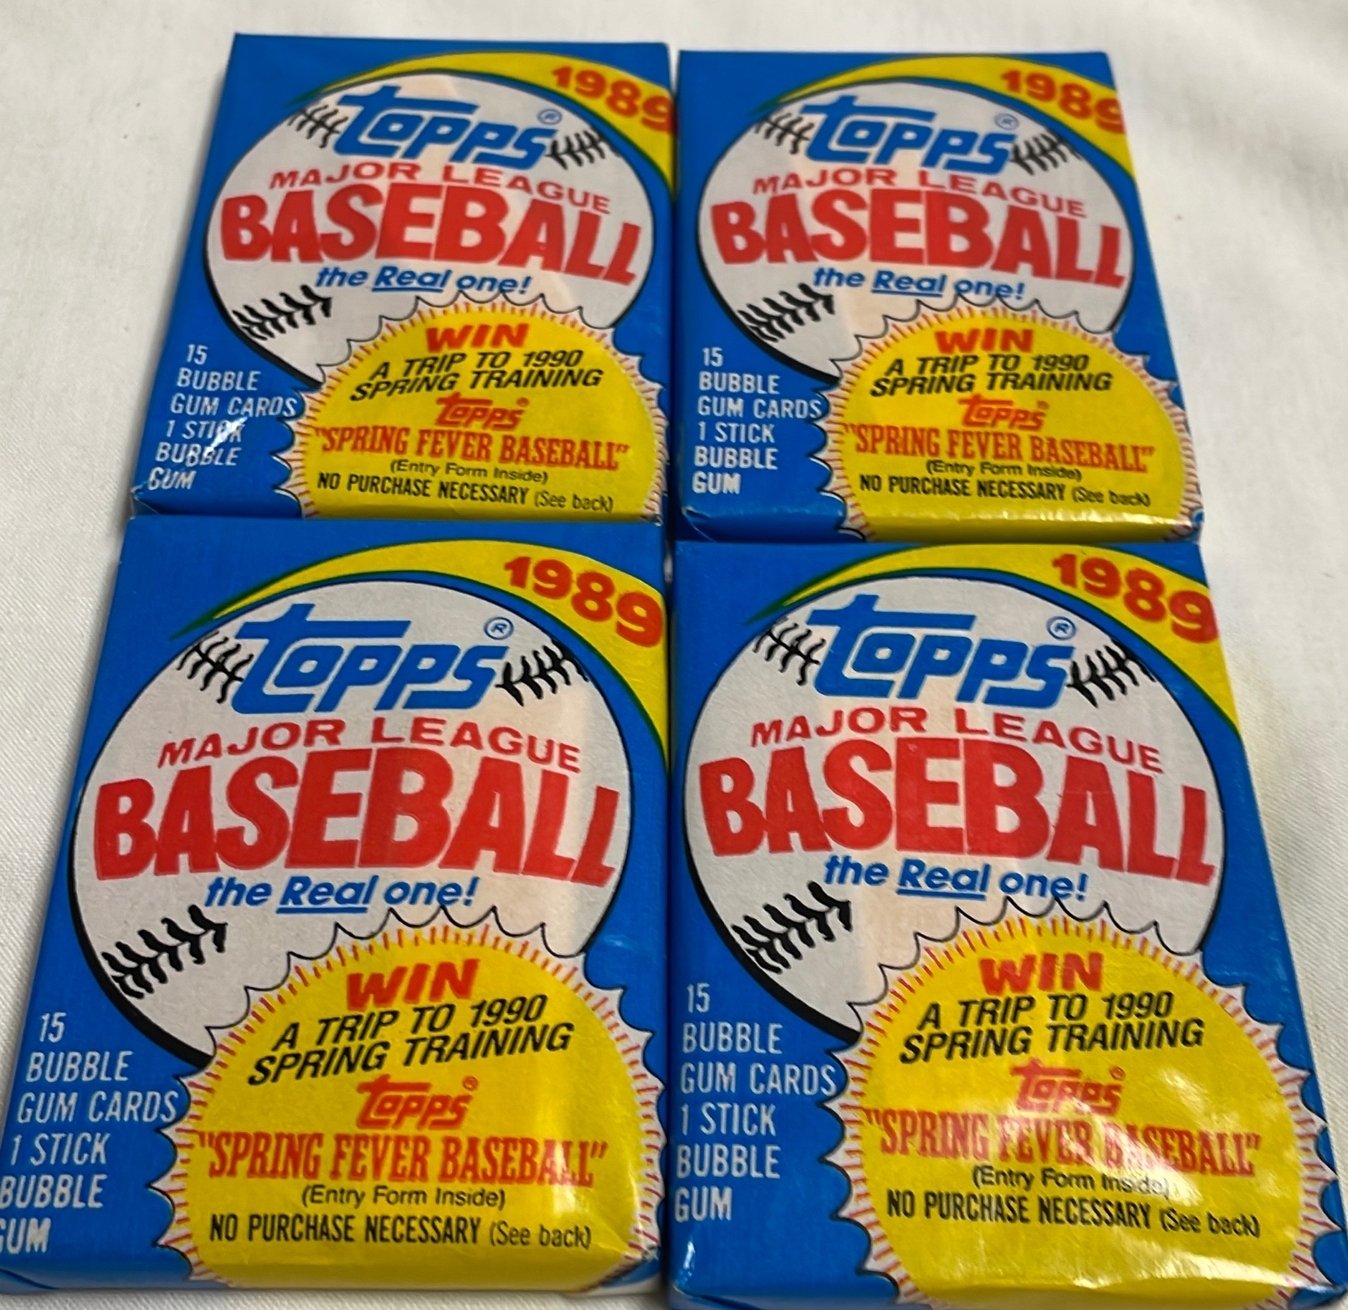 1989
Topps®
MAJOR LEAGUE
BASEBALL
the Real one!
WIN
A TRIP TO 1990
SPRING TRAINING
Topps®
"SPRING FEVER BASEBALL"
(Entry Form Inside)
NO PURCHASE NECESSARY (See back)
15
BUBBLE
GUM CARDS
1 STICK
BUBBLE
GUM
1989
Topps®
MAJOR LEAGUE
BASEBALL
the Real one!
WIN
A TRIP TO 1990
SPRING TRAINING
Topps®
"SPRING FEVER BASEBALL"
(Entry Form Inside)
NO PURCHASE NECESSARY (See back)
15
BUBBLE
GUM CARDS
1 STICK
BUBBLE
GUM
1989
Topps®
MAJOR LEAGUE
BASEBALL
the Real one!
WIN
A TRIP TO 1990
SPRING TRAINING
Topps®
"SPRING FEVER BASEBALL"
(Entry Form Inside)
NO PURCHASE NECESSARY (See back)
15
BUBBLE
GUM CARDS
1 STICK
BUBBLE
GUM
1989
Topps®
MAJOR LEAGUE
BASEBALL
the Real one!
WIN
A TRIP TO 1990
SPRING TRAINING
Topps®
"SPRING FEVER BASEBALL"
(Entry Form Inside)
NO PURCHASE NECESSARY (See back)
15
BUBBLE
GUM CARDS
1 STICK
BUBBLE
GUM